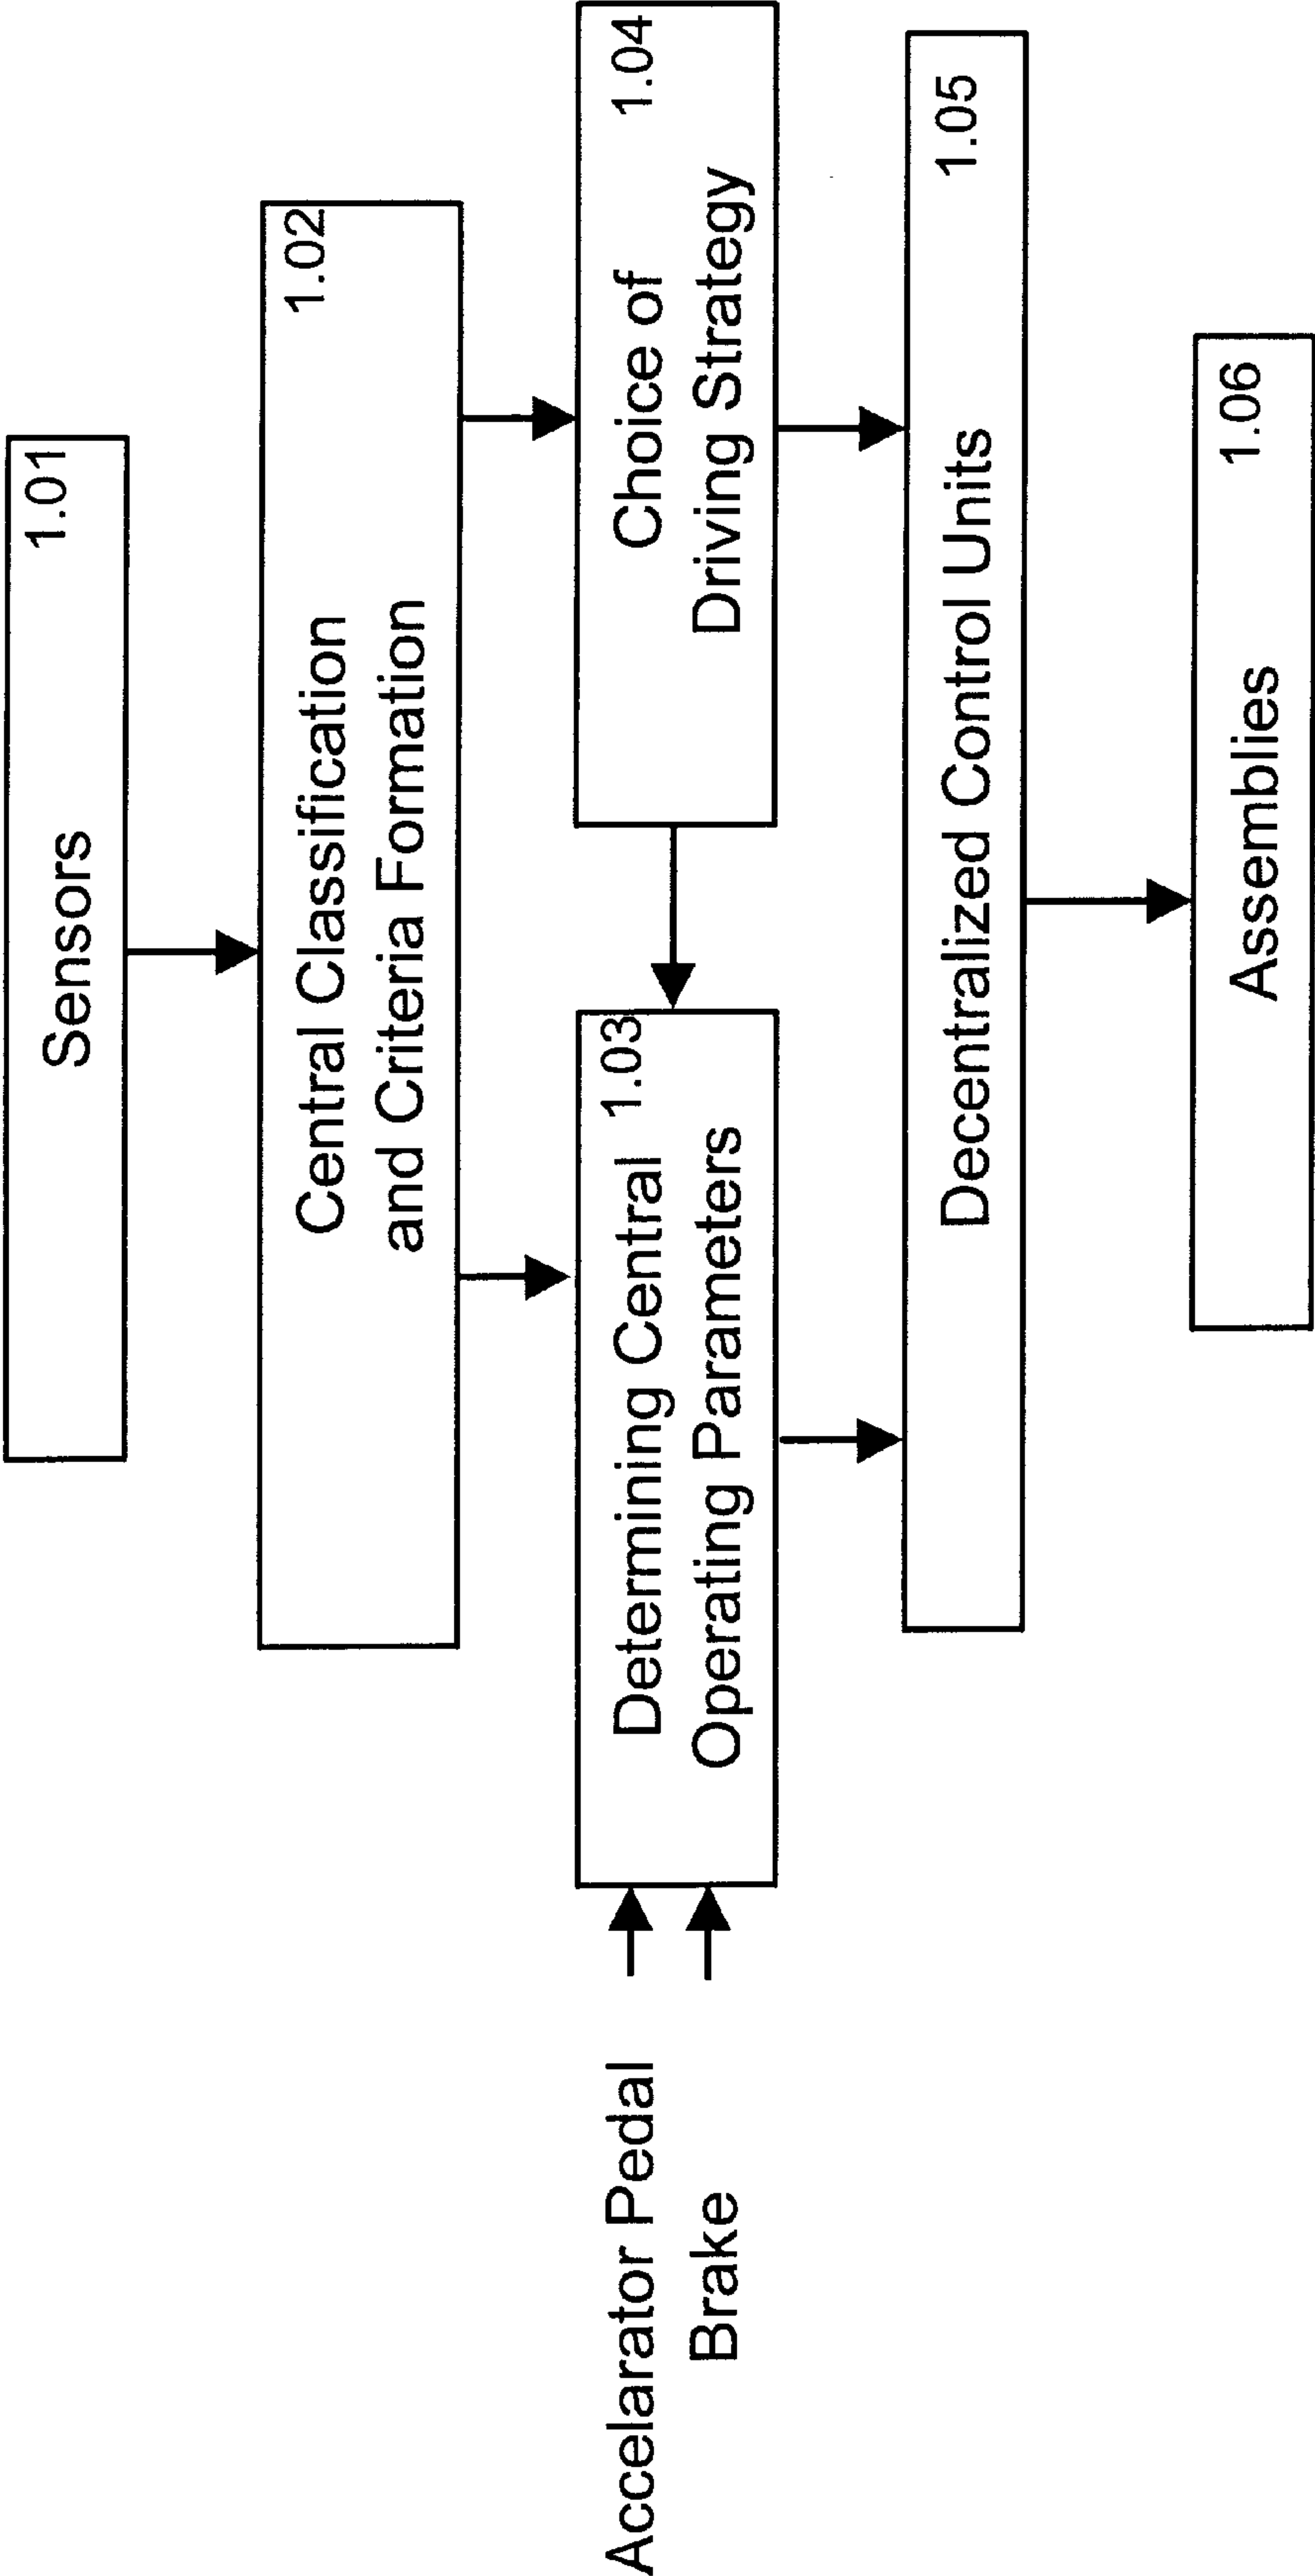 Sensors
1.01
Central Classification
and Criteria Formation
1.02
Accelarator Pedal
Brake
Determining Central
Operating Parameters
1.03
Choice of
Driving Strategy
1.04
Decentralized Control Units
1.05
Assemblies
1.06